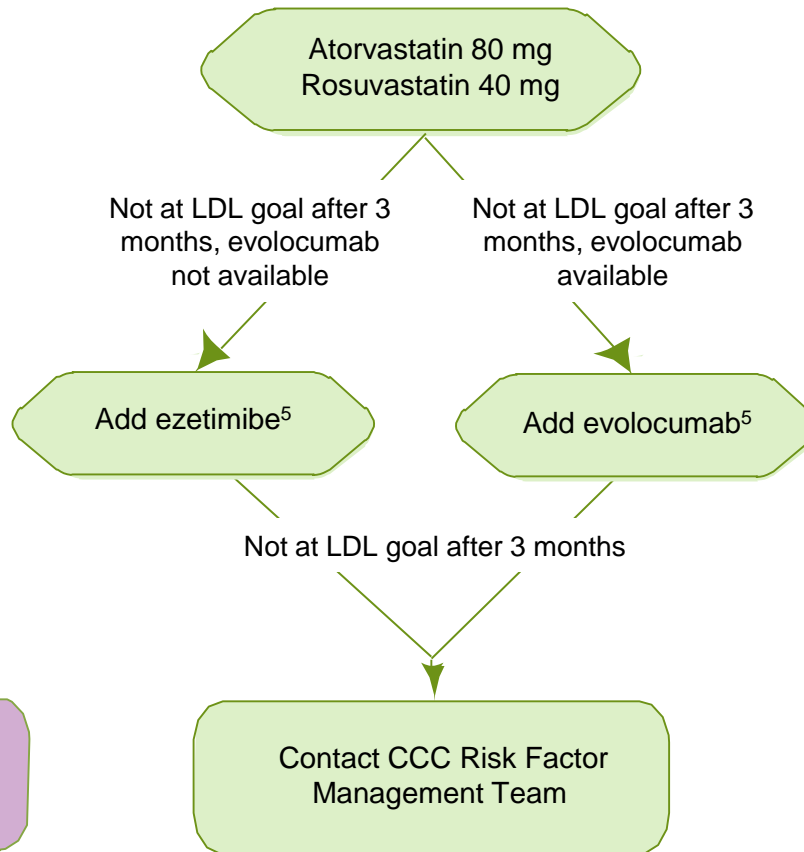 Atorvastatin 80 mg
Rosuvastatin 40 mg
Not at LDL goal after 3
months, evolocumab
not available
Not at LDL goal after 3
months, evolocumab
available
Add ezetimibe⁵
Add evolocumab⁵
Not at LDL goal after 3 months
Contact CCC Risk Factor
Management Team